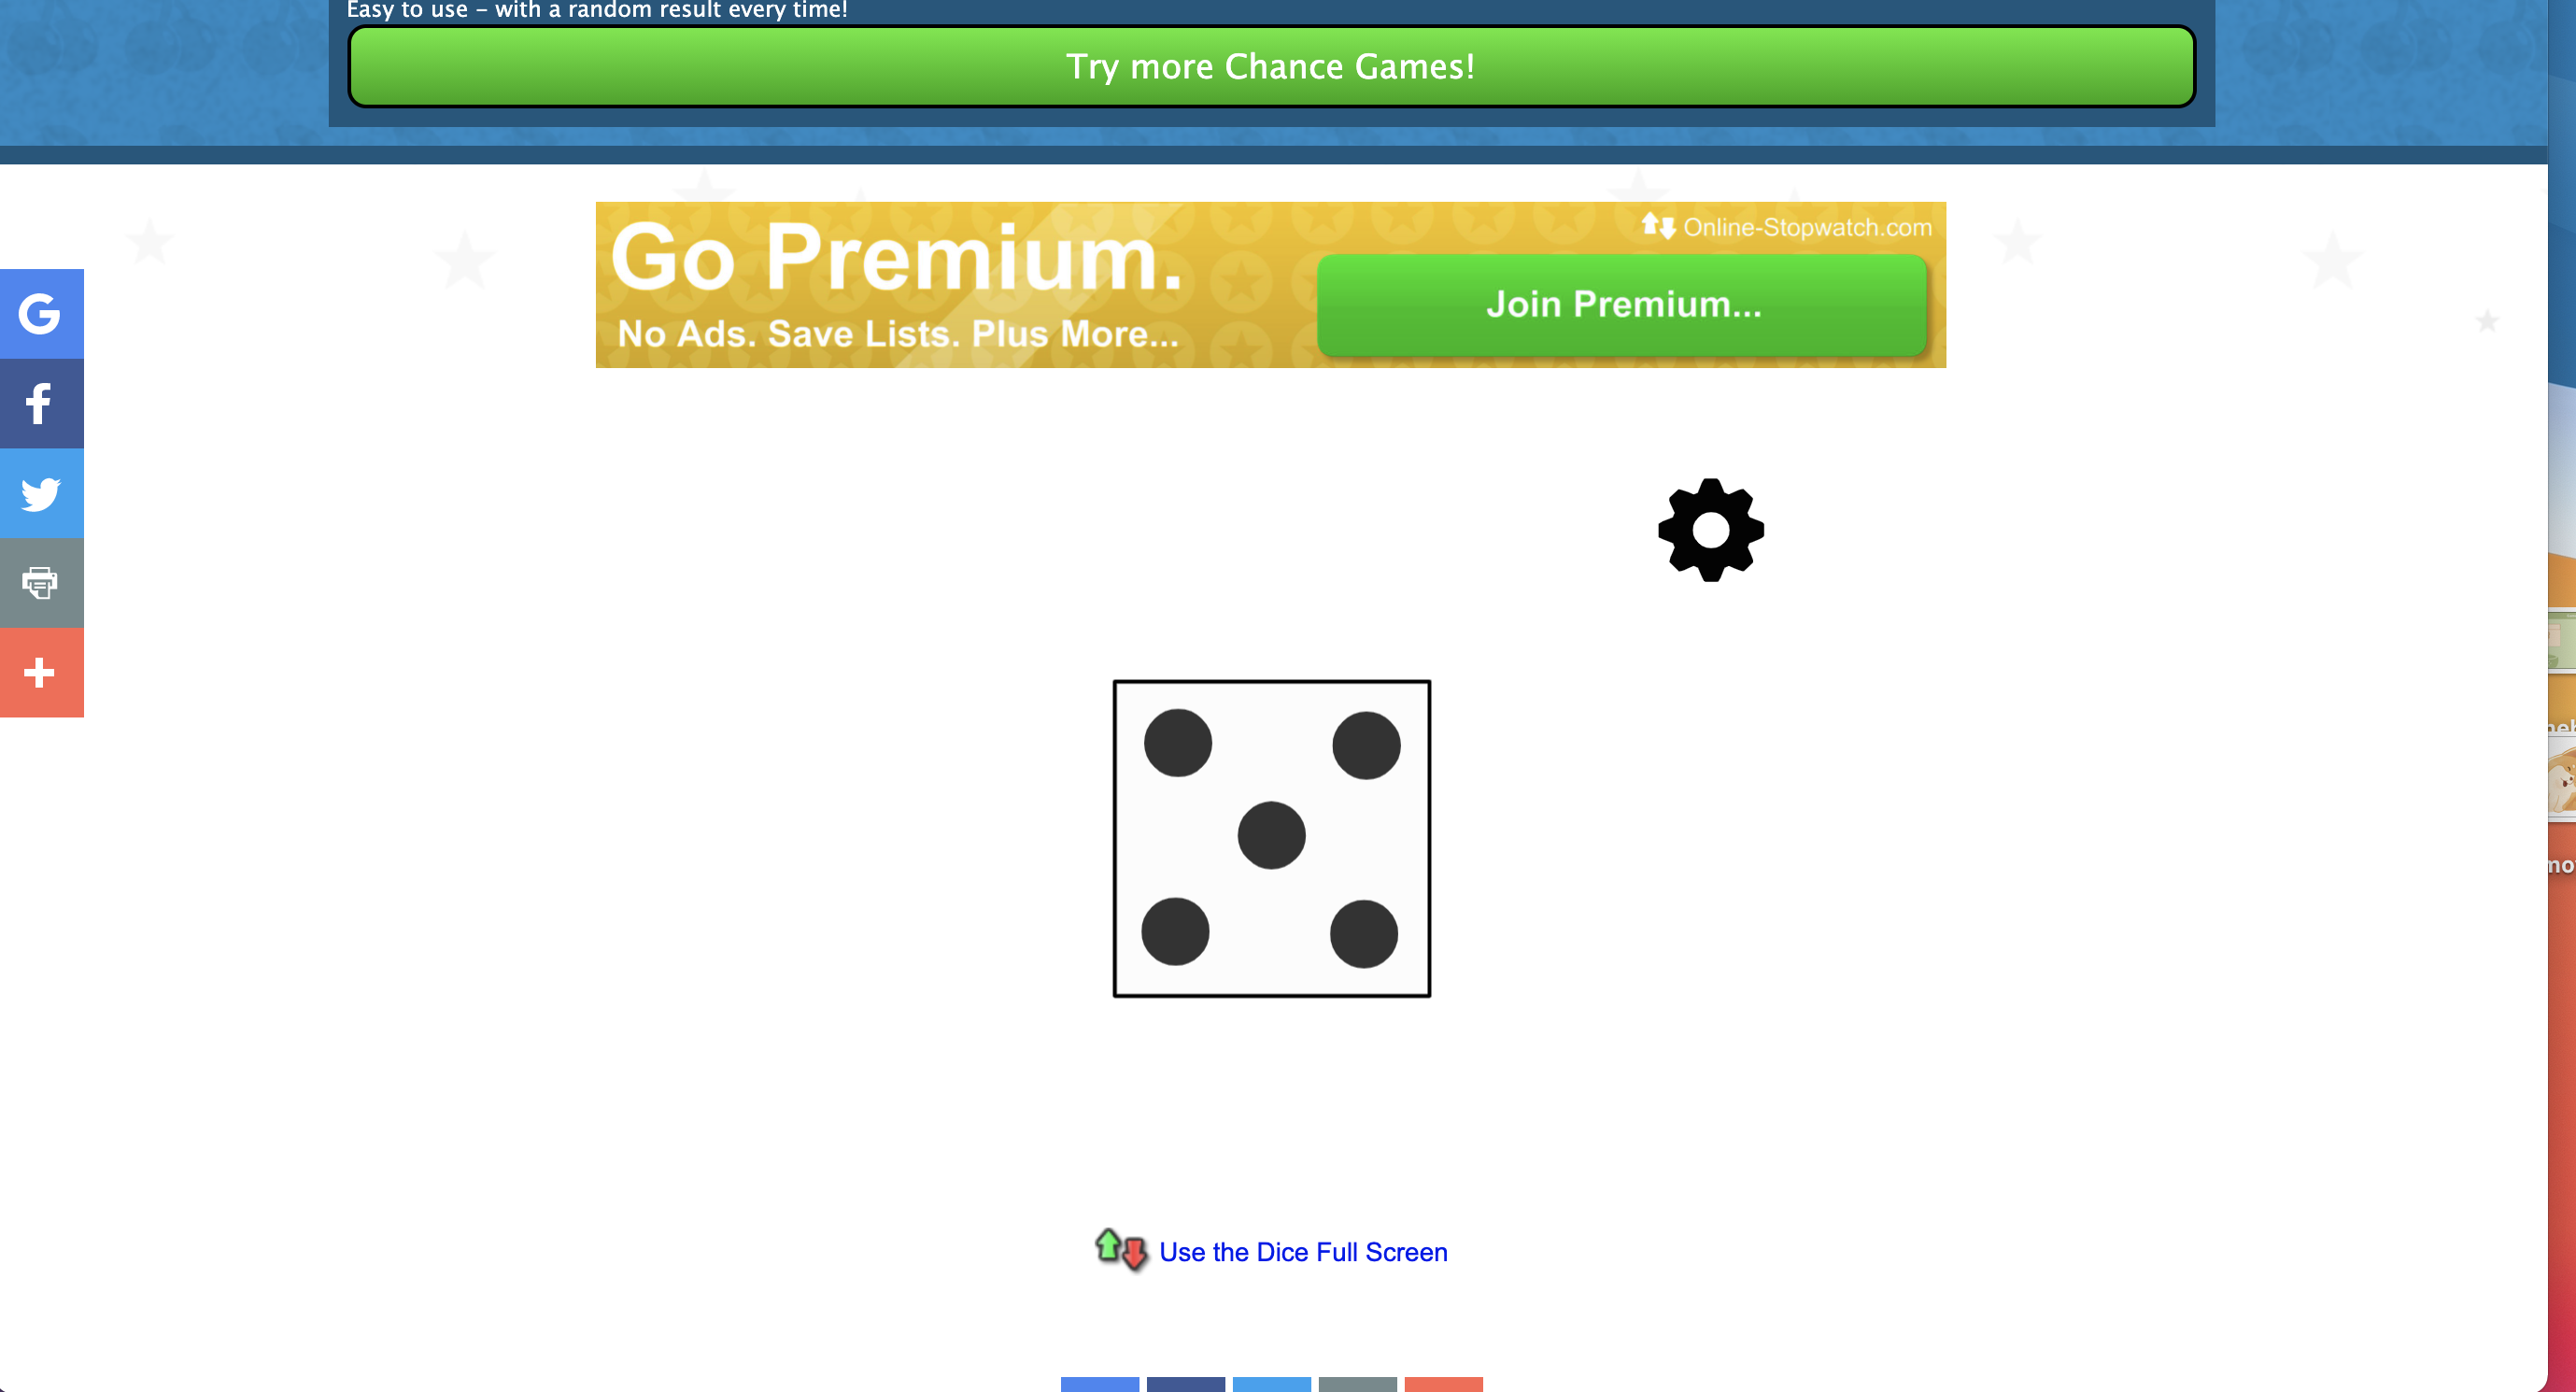 Easy to use – with a random result every time!
Try more Chance Games!
Go Premium.
No Ads. Save Lists. Plus More...
Online-Stopwatch.com
Join Premium...
Use the Dice Full Screen